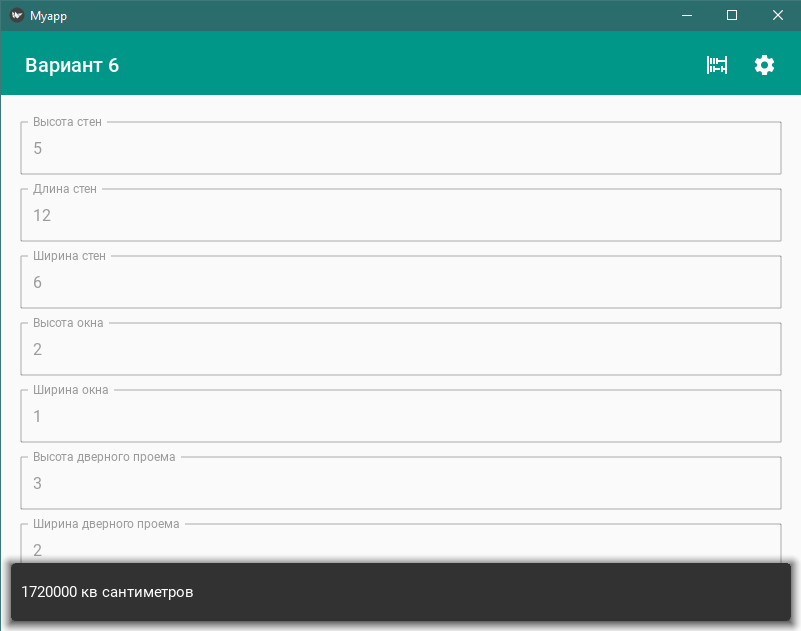 Myapp
Вариант 6
Высота стен
5
Длина стен
12
Ширина стен
6
Высота окна
2
Ширина окна
1
Высота дверного проема
3
Ширина дверного проема
2
1720000 кв сантиметров